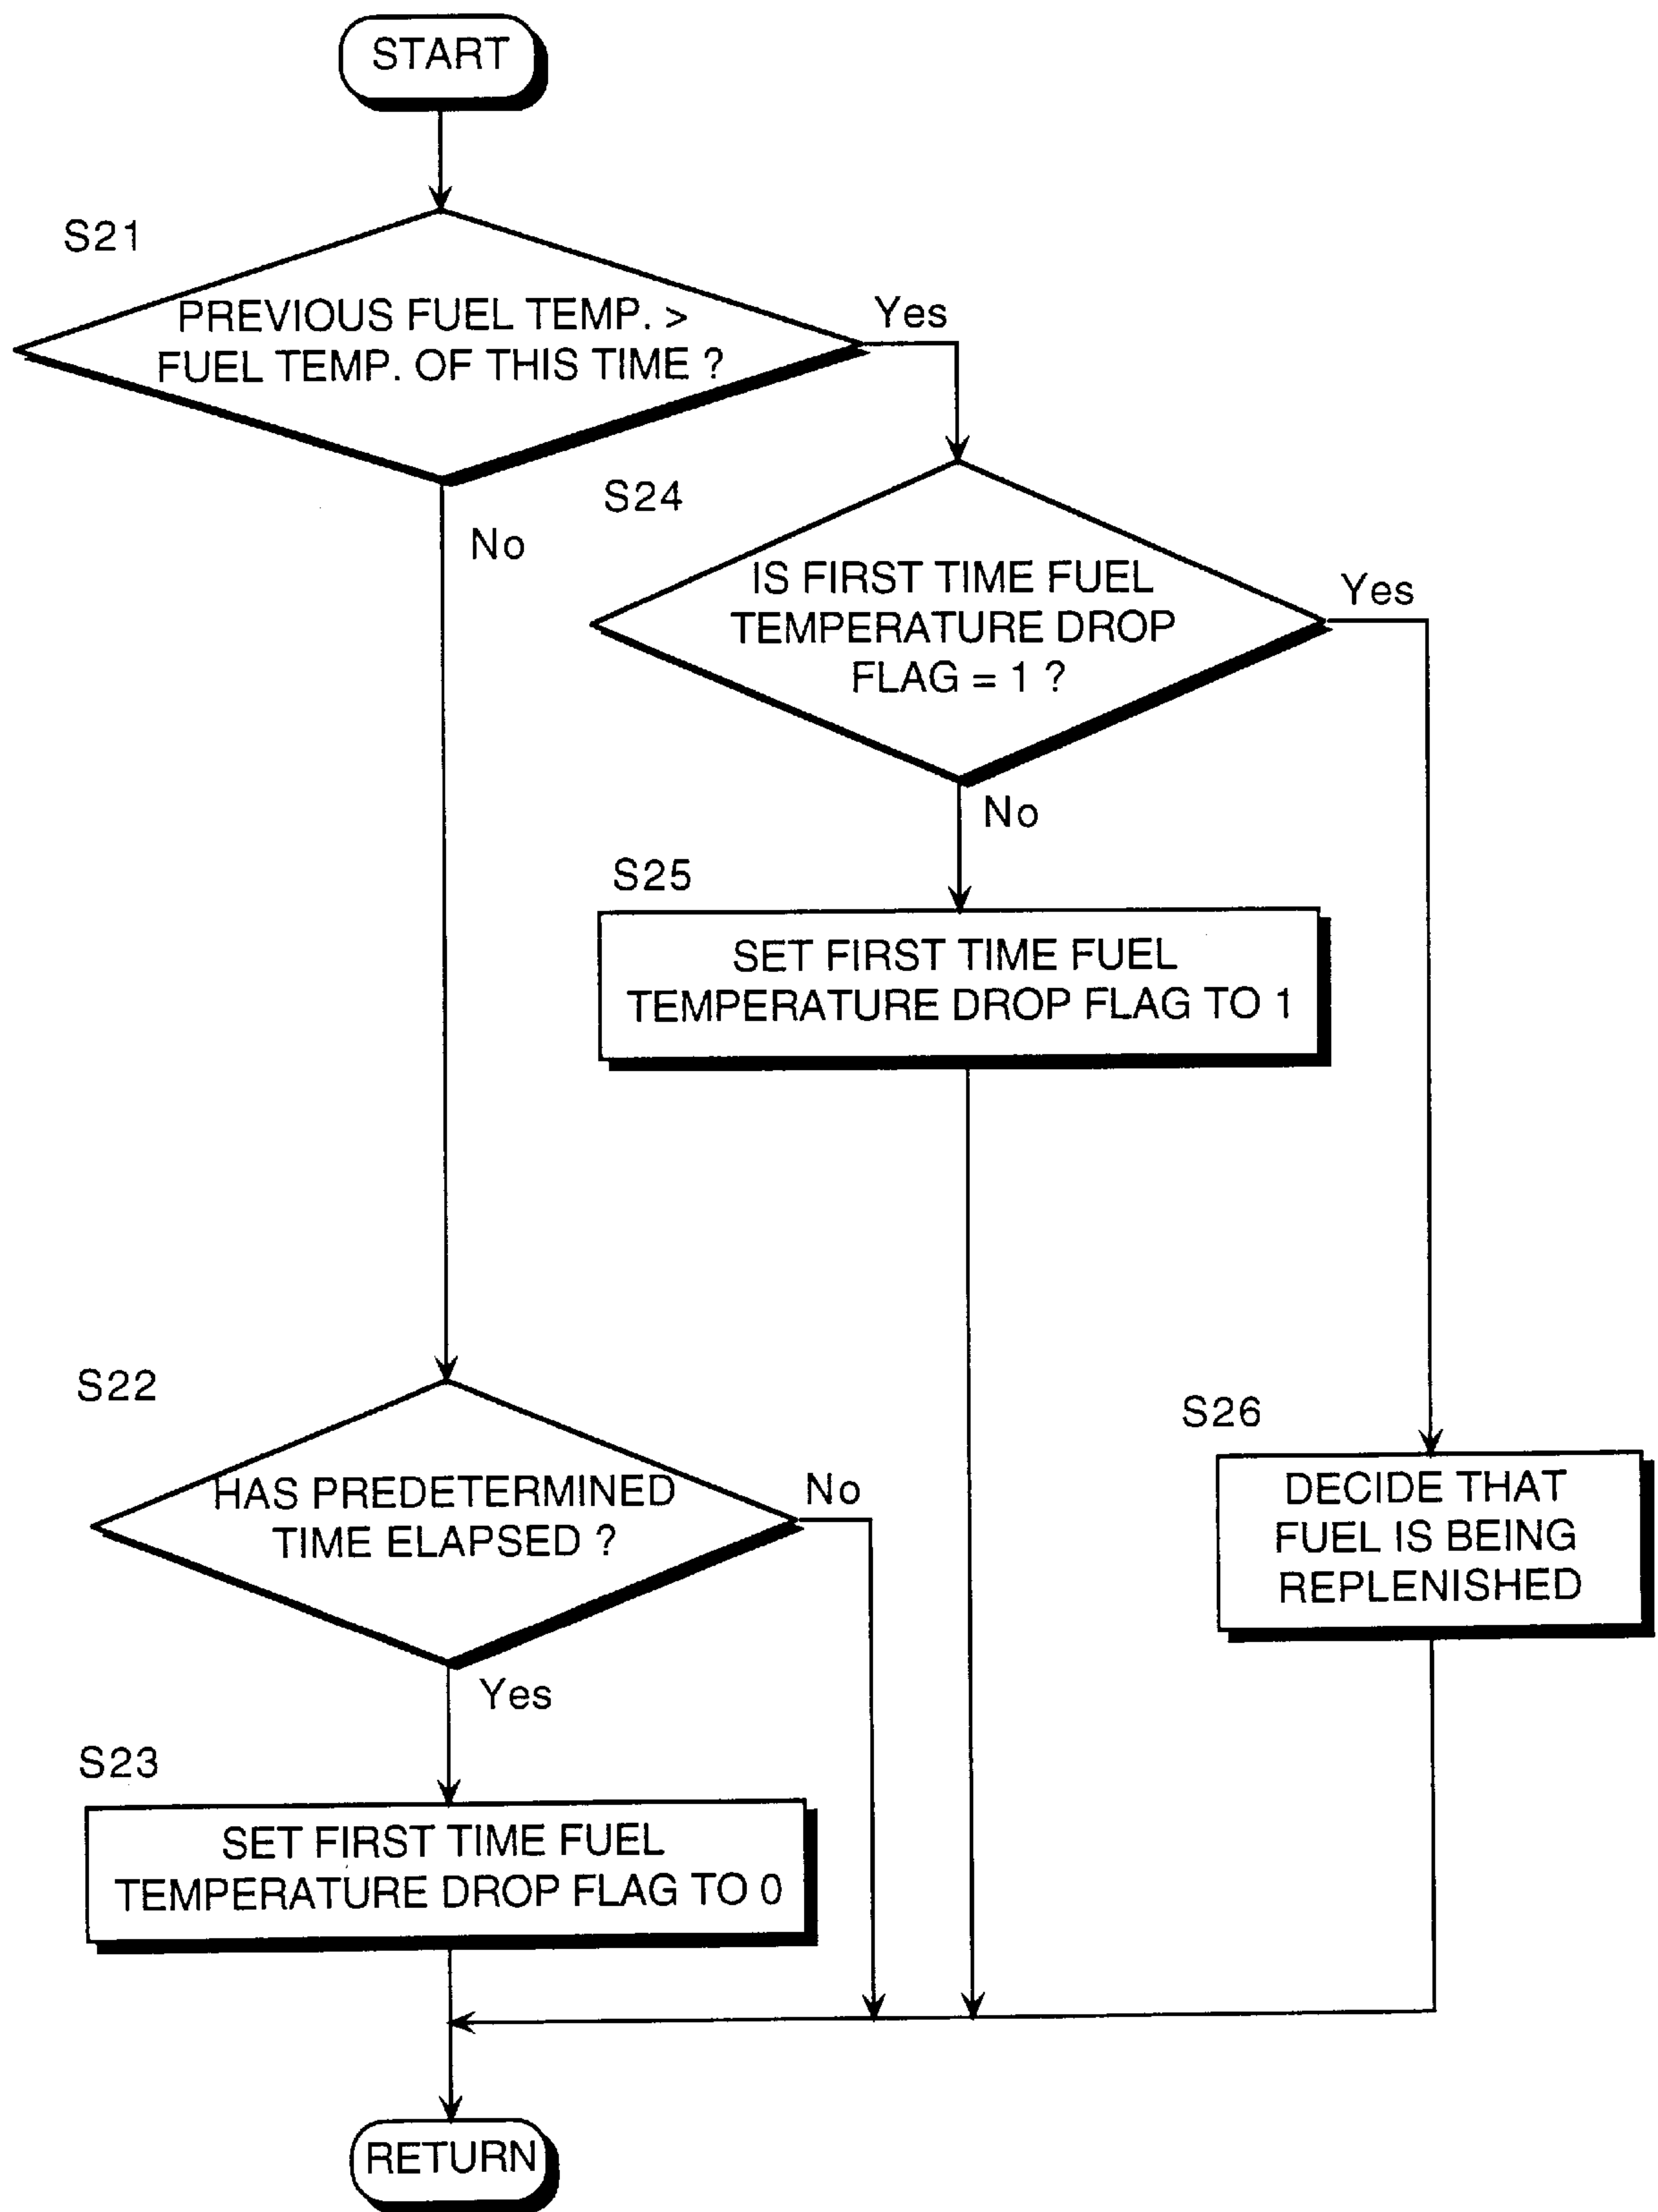 START
S21
PREVIOUS FUEL TEMP. >
FUEL TEMP. OF THIS TIME ?
Yes
No
S24
IS FIRST TIME FUEL
TEMPERATURE DROP
FLAG = 1 ?
Yes
No
S25
SET FIRST TIME FUEL
TEMPERATURE DROP FLAG TO 1
S22
HAS PREDETERMINED
TIME ELAPSED ?
No
Yes
S26
DECIDE THAT
FUEL IS BEING
REPLENISHED
S23
SET FIRST TIME FUEL
TEMPERATURE DROP FLAG TO 0
RETURN